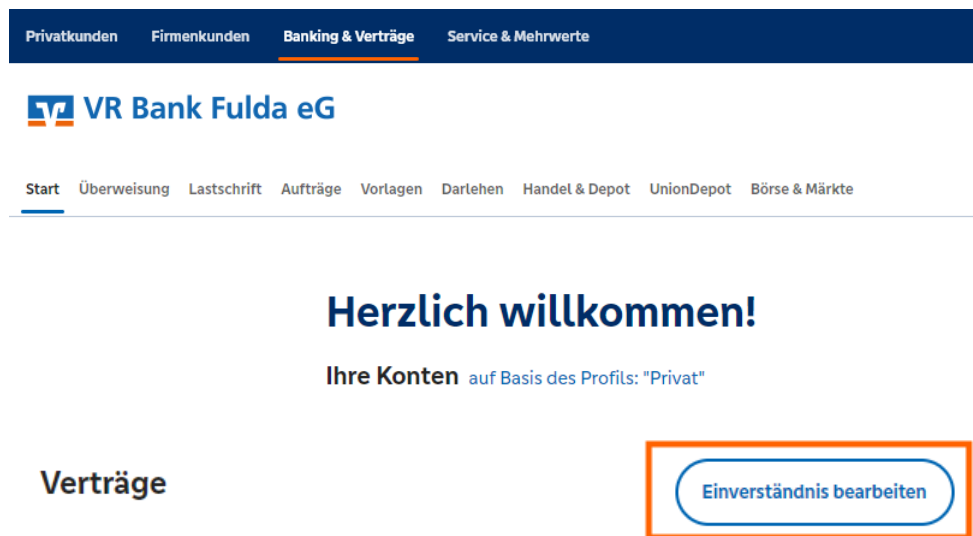 Privatkunden Firmenkunden Banking & Verträge Service & Mehrwerte
VR Bank Fulda eG
Start Überweisung Lastschrift Aufträge Vorlagen Darlehen Handel & Depot UnionDepot Börse & Märkte
Herzlich willkommen!
Ihre Konten auf Basis des Profils: "Privat"
Verträge Einverständnis bearbeiten